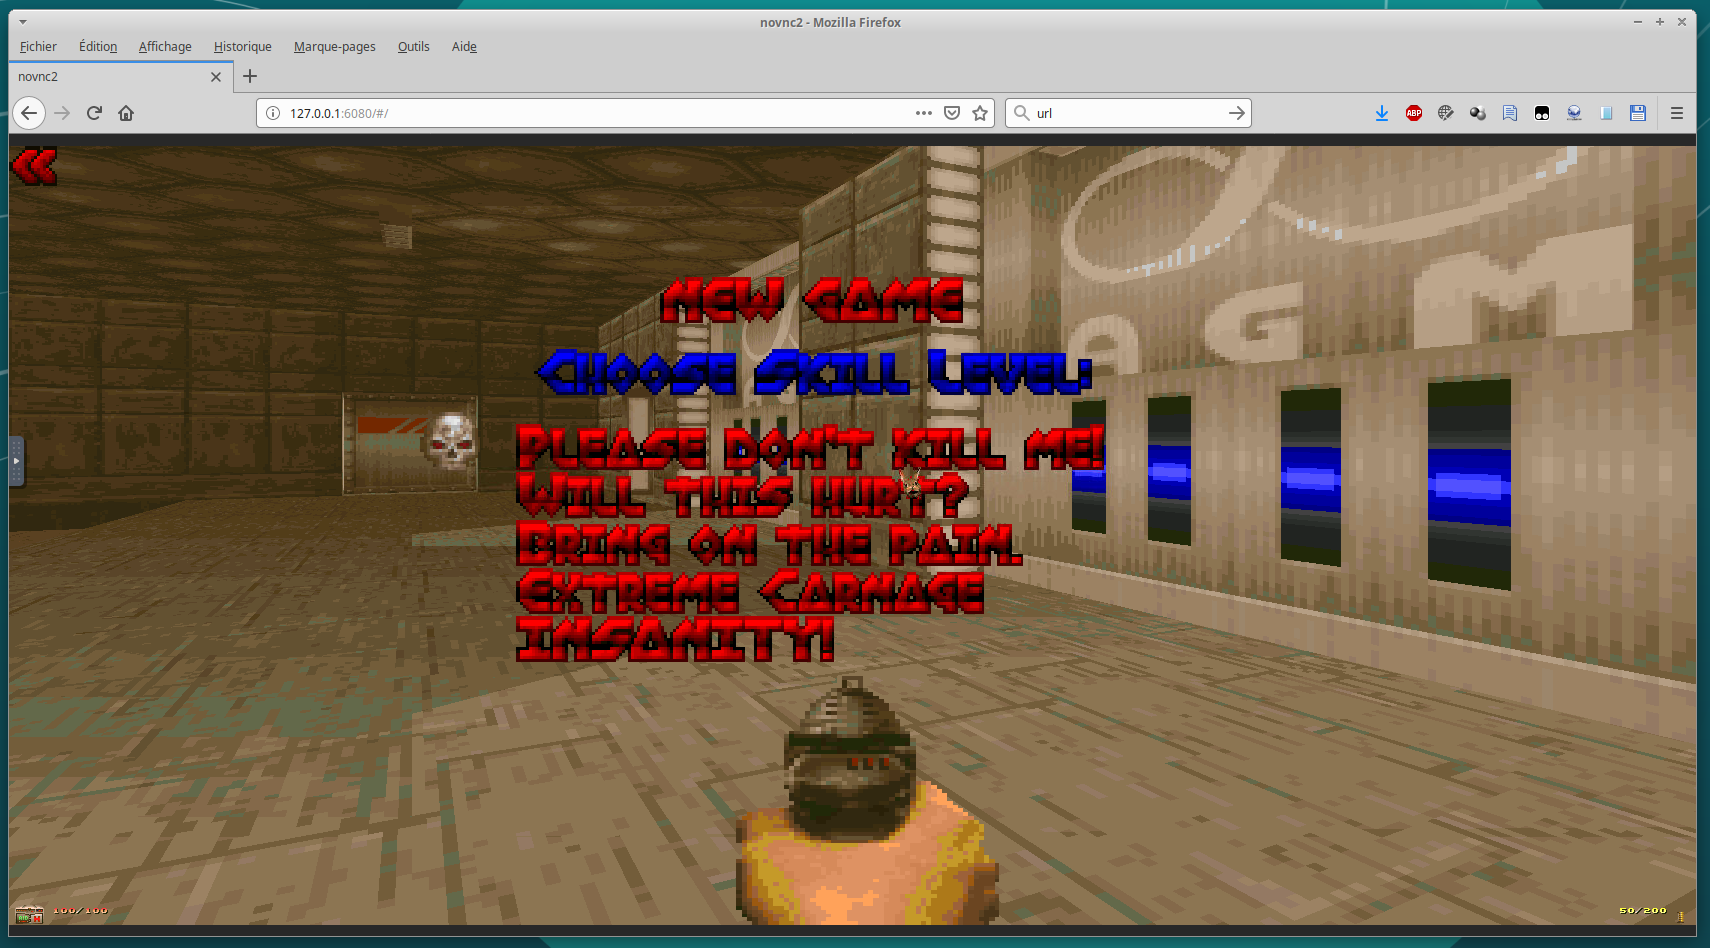 novnc2 - Mozilla Firefox
Fichier Édition Affichage Historique Marque-pages Outils Aide
novnc2
127.0.0.1:6080/#/ url ABP
AGM
NEW GAME
CHOOSE SKILL LEVEL:
PLEASE DON'T KILL ME!
WILL THIS HURT?
BRING ON THE PAIN.
EXTREME CARNAGE
INSANITY!
100/100 50/200